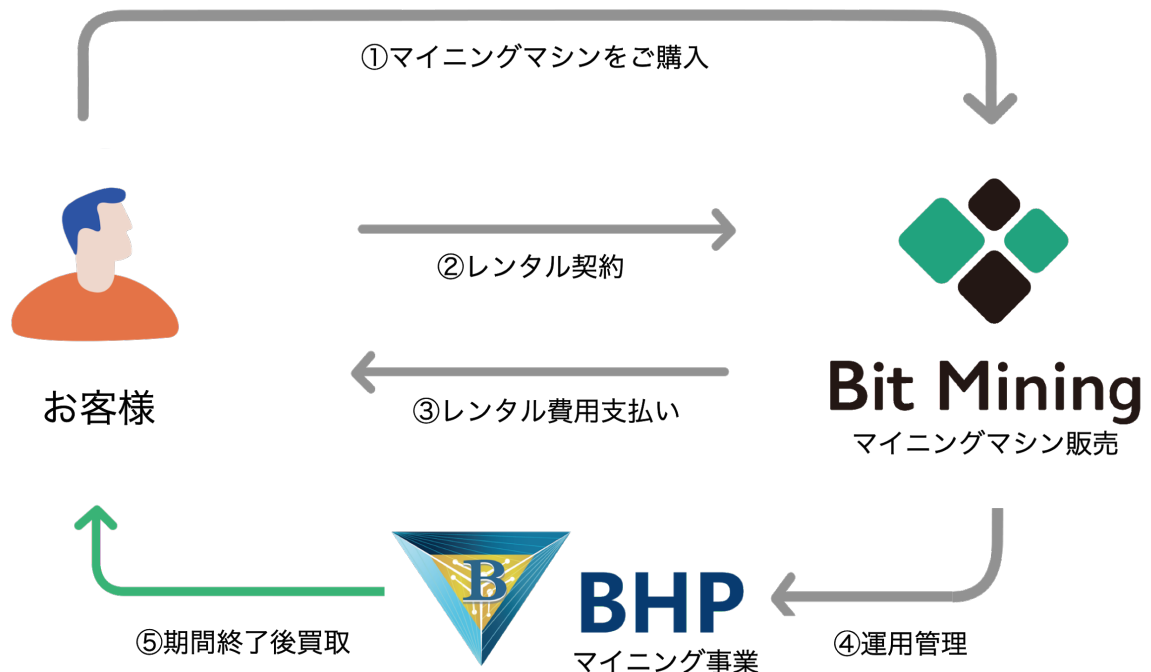 ①マイニングマシンをご購入
②レンタル契約
③レンタル費用支払い
お客様
Bit Mining
マイニングマシン販売
B
BHP
マイニング事業
④運用管理
⑤期間終了後買取